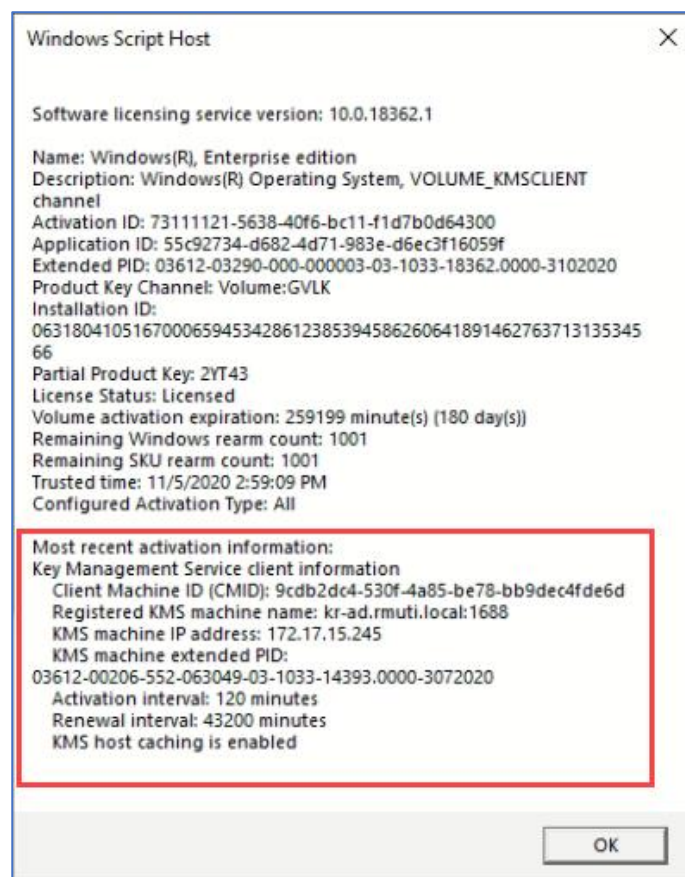 Windows Script Host
Software licensing service version: 10.0.18362.1
Name: Windows(R), Enterprise edition
Description: Windows(R) Operating System, VOLUME_KMSCLIENT
channel
Activation ID: 73111121-5638-40f6-bc11-f1d7b0d64300
Application ID: 55c92734-d682-4d71-983e-d6ec3f16059f
Extended PID: 03612-03290-000-000003-03-1033-18362.0000-3102020
Product Key Channel: Volume:GVLK
Installation ID:
0631804105167000659453428612385394586260641891462763713135345
66
Partial Product Key: 2YT43
License Status: Licensed
Volume activation expiration: 259199 minute(s) (180 day(s))
Remaining Windows rearm count: 1001
Remaining SKU rearm count: 1001
Trusted time: 11/5/2020 2:59:09 PM
Configured Activation Type: All
Most recent activation information:
Key Management Service client information
Client Machine ID (CMID): 9cdb2dc4-530f-4a85-be78-bb9dec4fde6d
Registered KMS machine name: kr-ad.rmuti.local:1688
KMS machine IP address: 172.17.15.245
KMS machine extended PID:
03612-00206-552-063049-03-1033-14393.0000-3072020
Activation interval: 120 minutes
Renewal interval: 43200 minutes
KMS host caching is enabled
OK